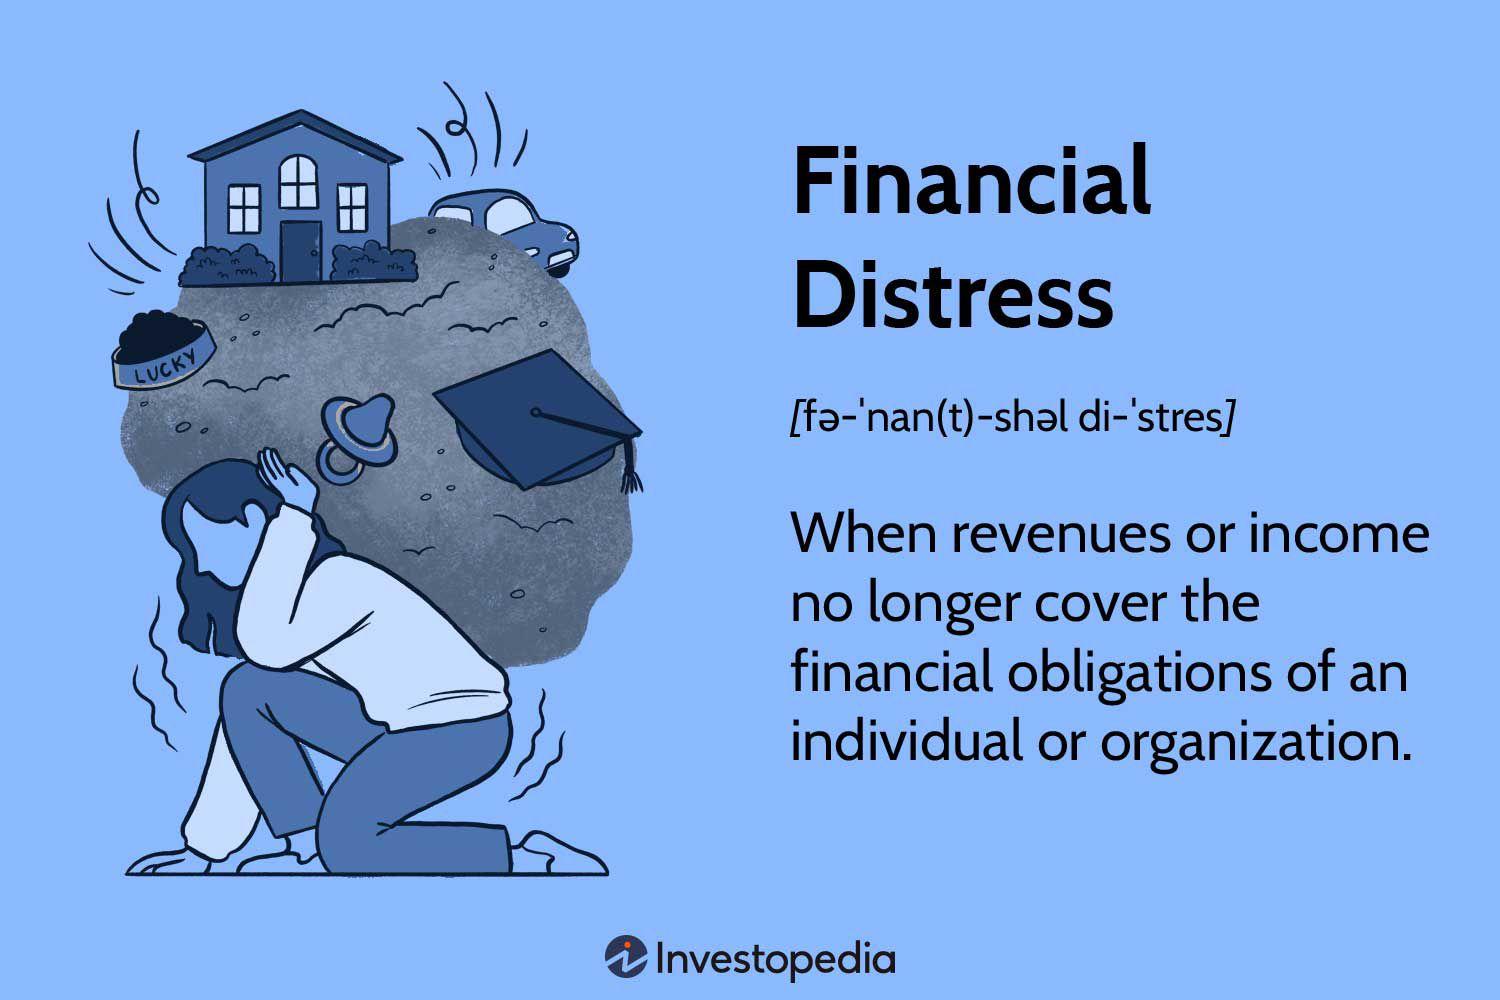 Financial
Distress
[fə-ˈnan(t)-shəl di-ˈstres]
When revenues or income
no longer cover the
financial obligations of an
individual or organization.
LUCKY
Investopedia